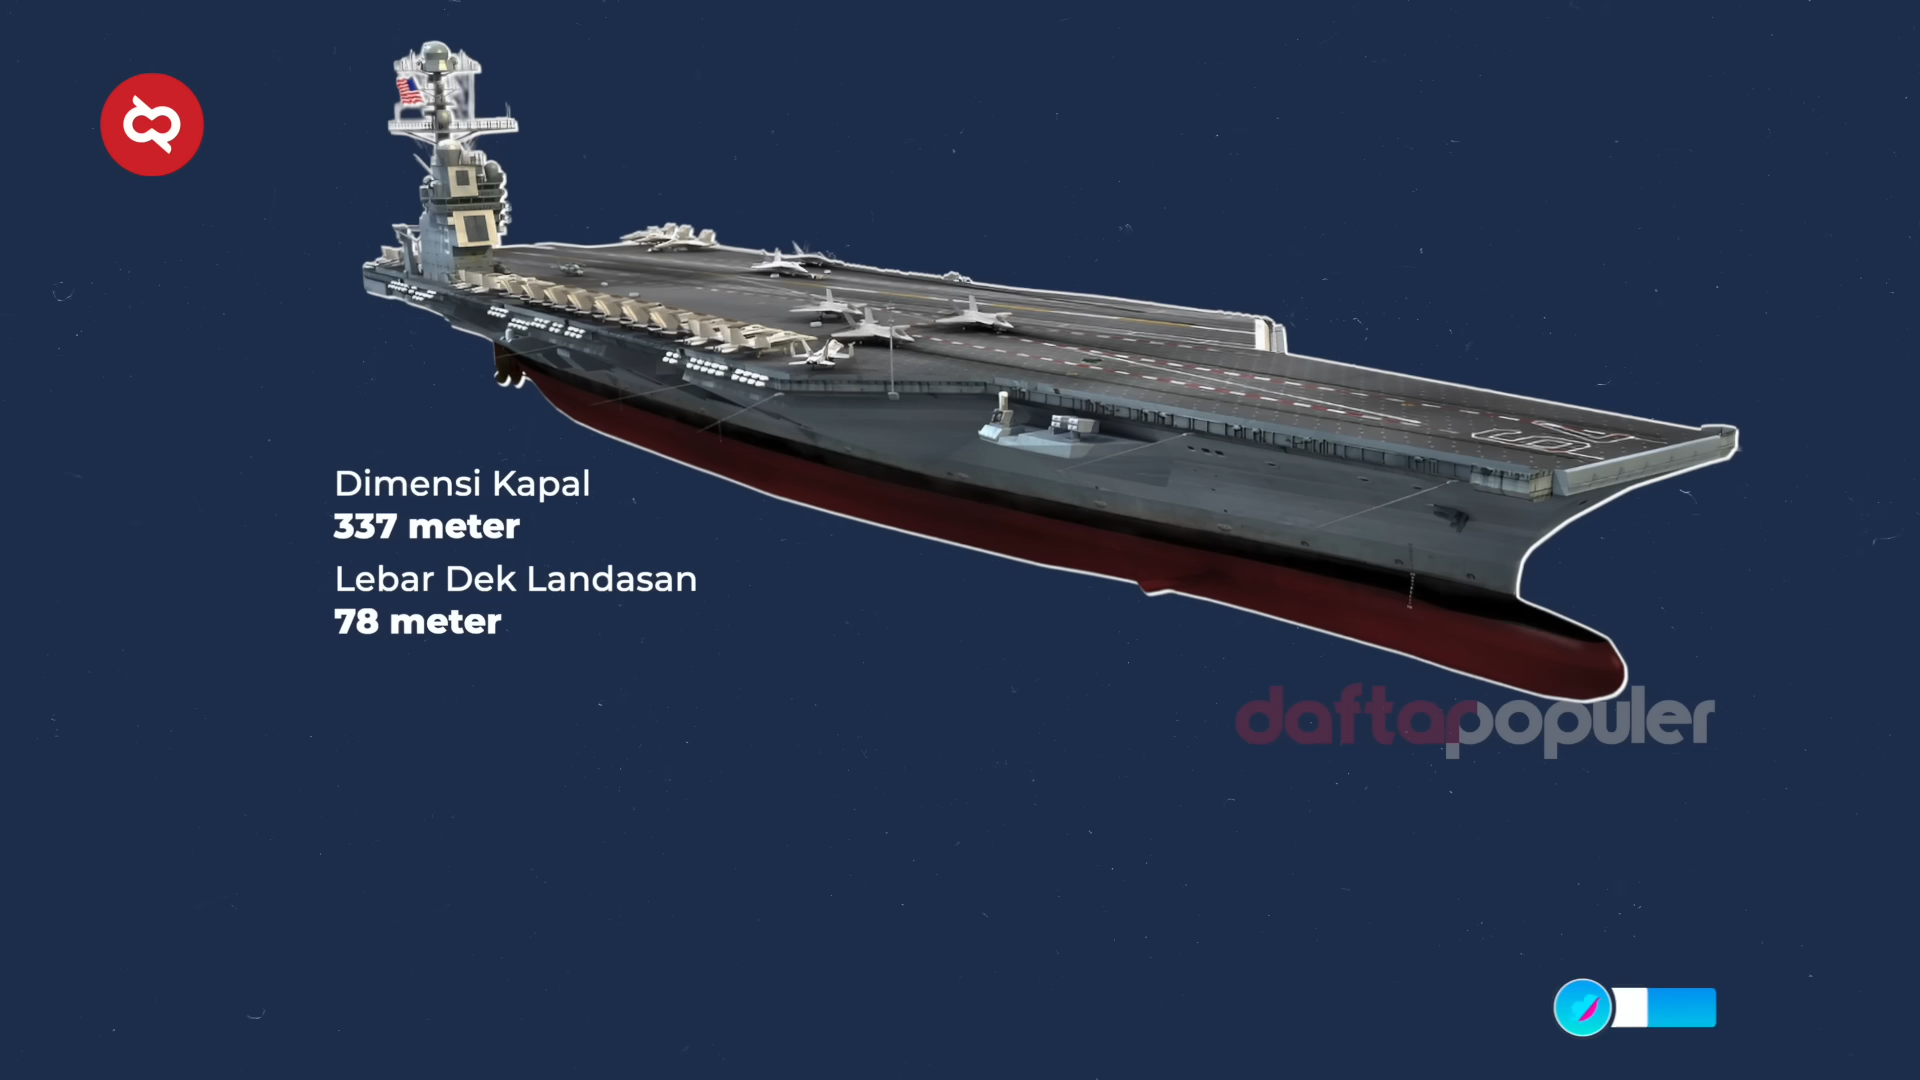 Dimensi Kapal
337 meter
Lebar Dek Landasan
78 meter
daftarpopuler